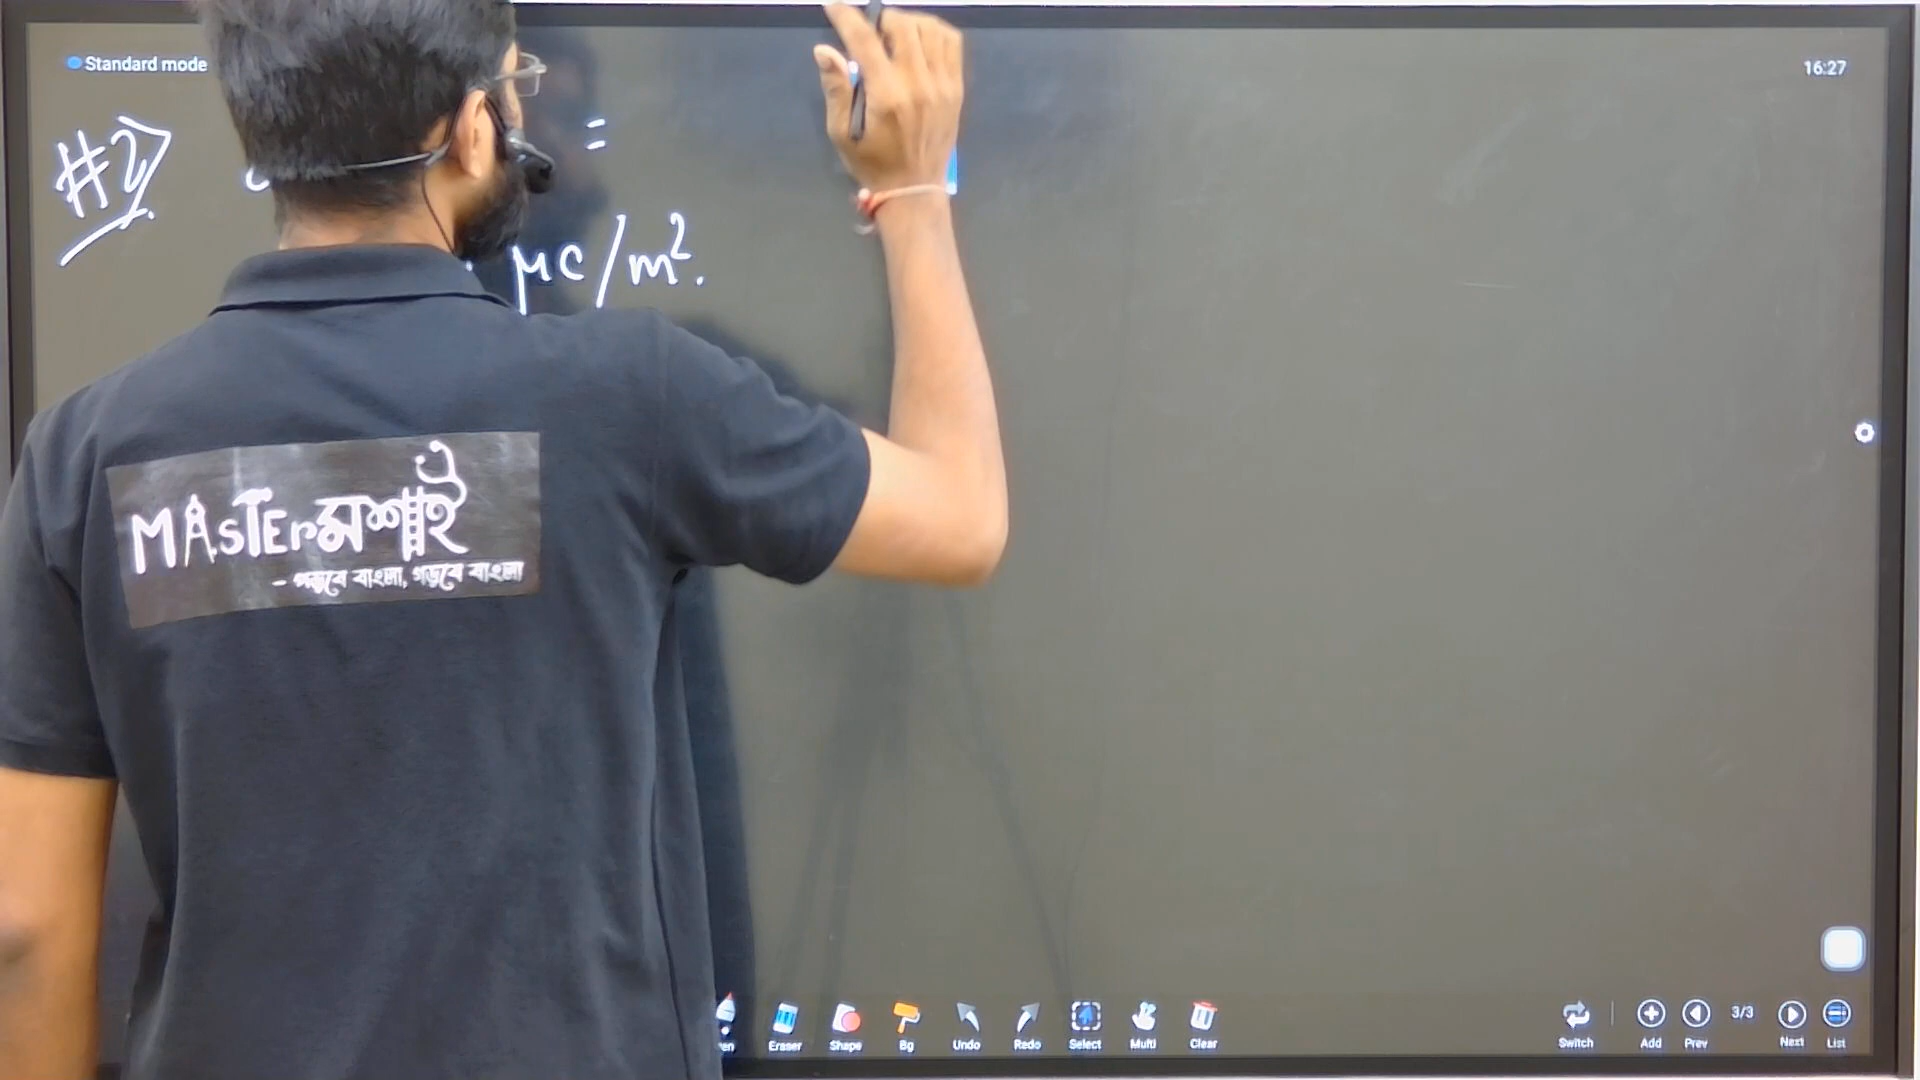 Standard mode
16:27
#2
=
μC/m².
MASTERমশাই
- পড়বে বাংলা, গড়বে বাংলা
en Eraser Shape Bg Undo Redo Select Multi Clear Switch Add Prev 3/3 Next List